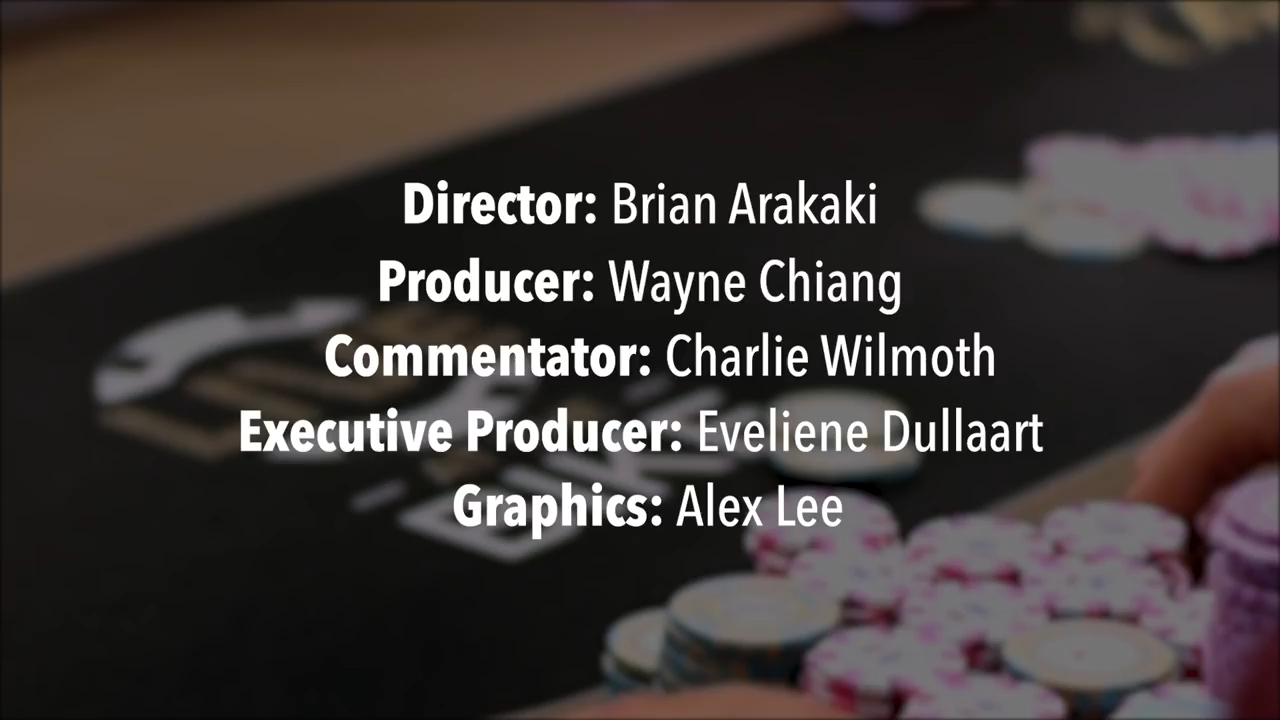 Director: Brian Arakaki
Producer: Wayne Chiang
Commentator: Charlie Wilmoth
Executive Producer: Eveliene Dullaart
Graphics: Alex Lee